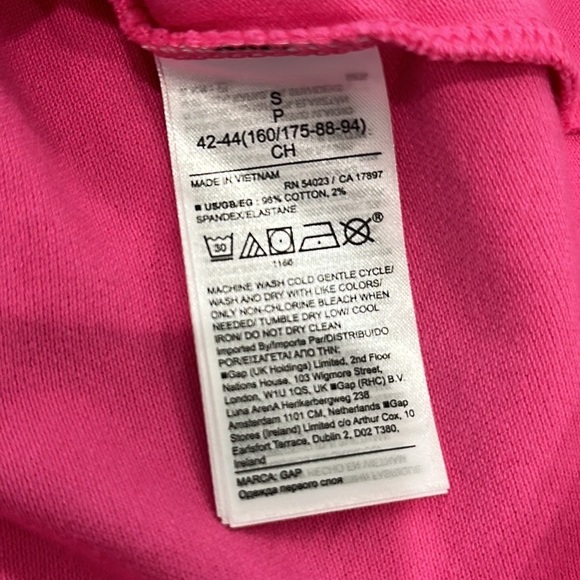 S
P
42-44(160/175-88-94)
CH
MADE IN VIETNAM
RN 54023 / CA 17897
■ US/GB/EG : 98% COTTON, 2%
SPANDEX/ELASTANE
30
®
1166
MACHINE WASH COLD GENTLE CYCLE/
WASH AND DRY WITH LIKE COLORS/
ONLY NON-CHLORINE BLEACH WHEN
NEEDED/ TUMBLE DRY LOW/ COOL
IRON/ DO NOT DRY CLEAN
Imported By/Importe Par/DISTRIBUIDO
POR/ΕΙΣΑΓΕΤΑΙ ΑΠΟ ΤΗΝ:
■Gap (UK Holdings) Limited, 2nd Floor
Nations House, 103 Wigmore Street,
London, W1U 1QS, UK ■Gap (RHC) B.V.
Luna ArenA Herikerbergweg 238
Amsterdam 1101 CM, Netherlands ■Gap
Stores (Ireland) Limited c/o Arthur Cox, 10
Earlsfort Terrace, Dublin 2, D02 T380,
Ireland
MARCA: GAP
Одежда первого слоя